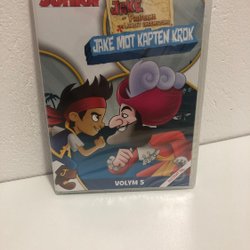 JUNIOR
JAKE
JAKE MOT KAPTEN KROK
VOLYM 5